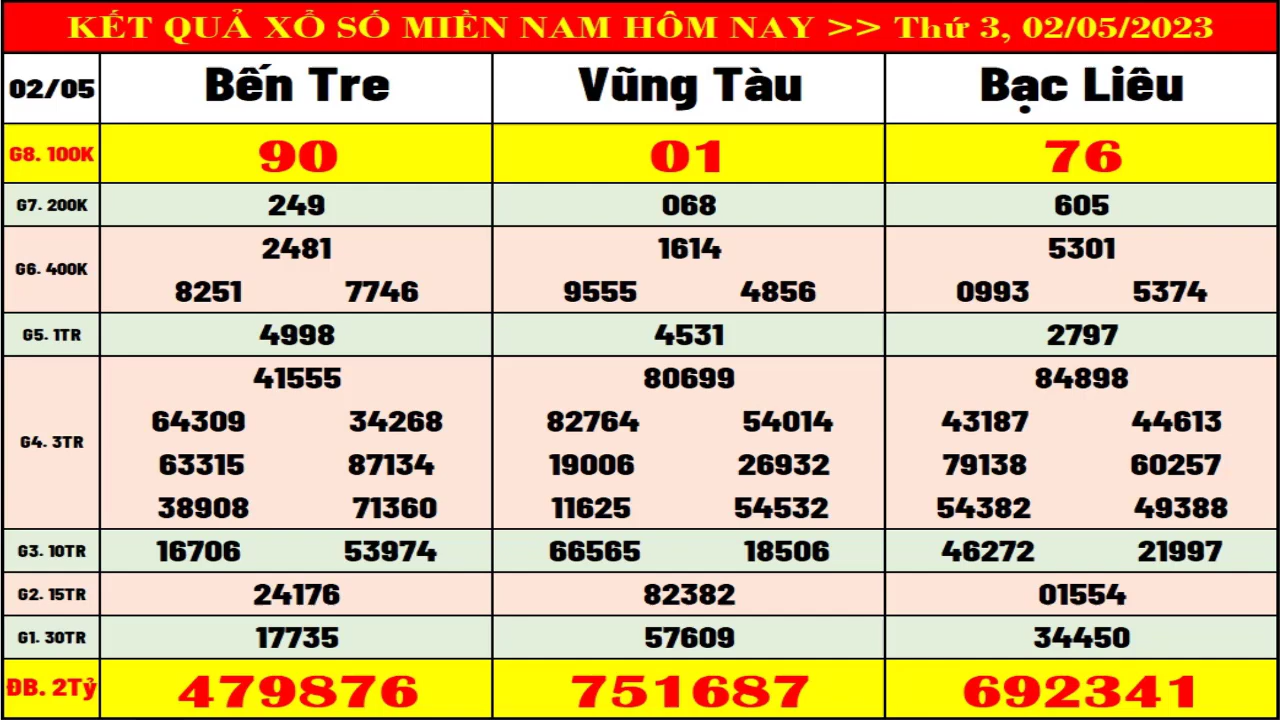 KẾT QUẢ XỔ SỐ MIỀN NAM HÔM NAY >> Thứ 3, 02/05/2023
02/05 Bến Tre Vũng Tàu Bạc Liêu
G8. 100K 90 01 76
G7. 200K 249 068 605
2481 1614 5301
G6. 400K
8251 7746 9555 4856 0993 5374
G5. 1TR 4998 4531 2797
41555 80699 84898
64309 34268 82764 54014 43187 44613
G4. 3TR
63315 87134 19006 26932 79138 60257
38908 71360 11625 54532 54382 49388
G3. 10TR 16706 53974 66565 18506 46272 21997
G2. 15TR 24176 82382 01554
G1. 30TR 17735 57609 34450
ĐB. 2Tỷ 479876 751687 692341